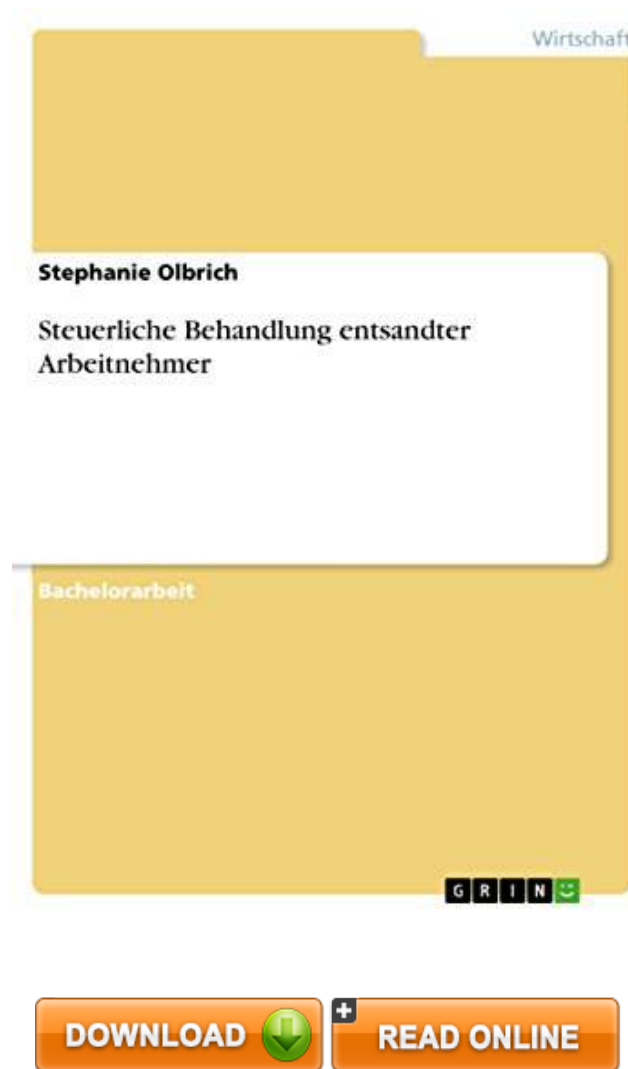 Wirtschaft
Stephanie Olbrich
Steuerliche Behandlung entsandter
Arbeitnehmer
Bachelorarbeit
GRIN
DOWNLOAD
READ ONLINE